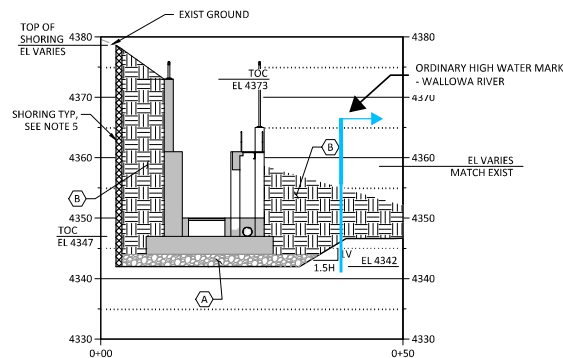 EXIST GROUND
TOP OF
SHORING
EL VARIES
4380
4380
TOC
EL 4373
ORDINARY HIGH WATER MARK
- WALLOWA RIVER
4370
4370
SHORING TYP,
SEE NOTE 5
B
4360
4360
EL VARIES
MATCH EXIST
B
4350
4350
TOC
EL 4347
1V
1.5H
EL 4342
4340
4340
A
4330
4330
0+00
0+50